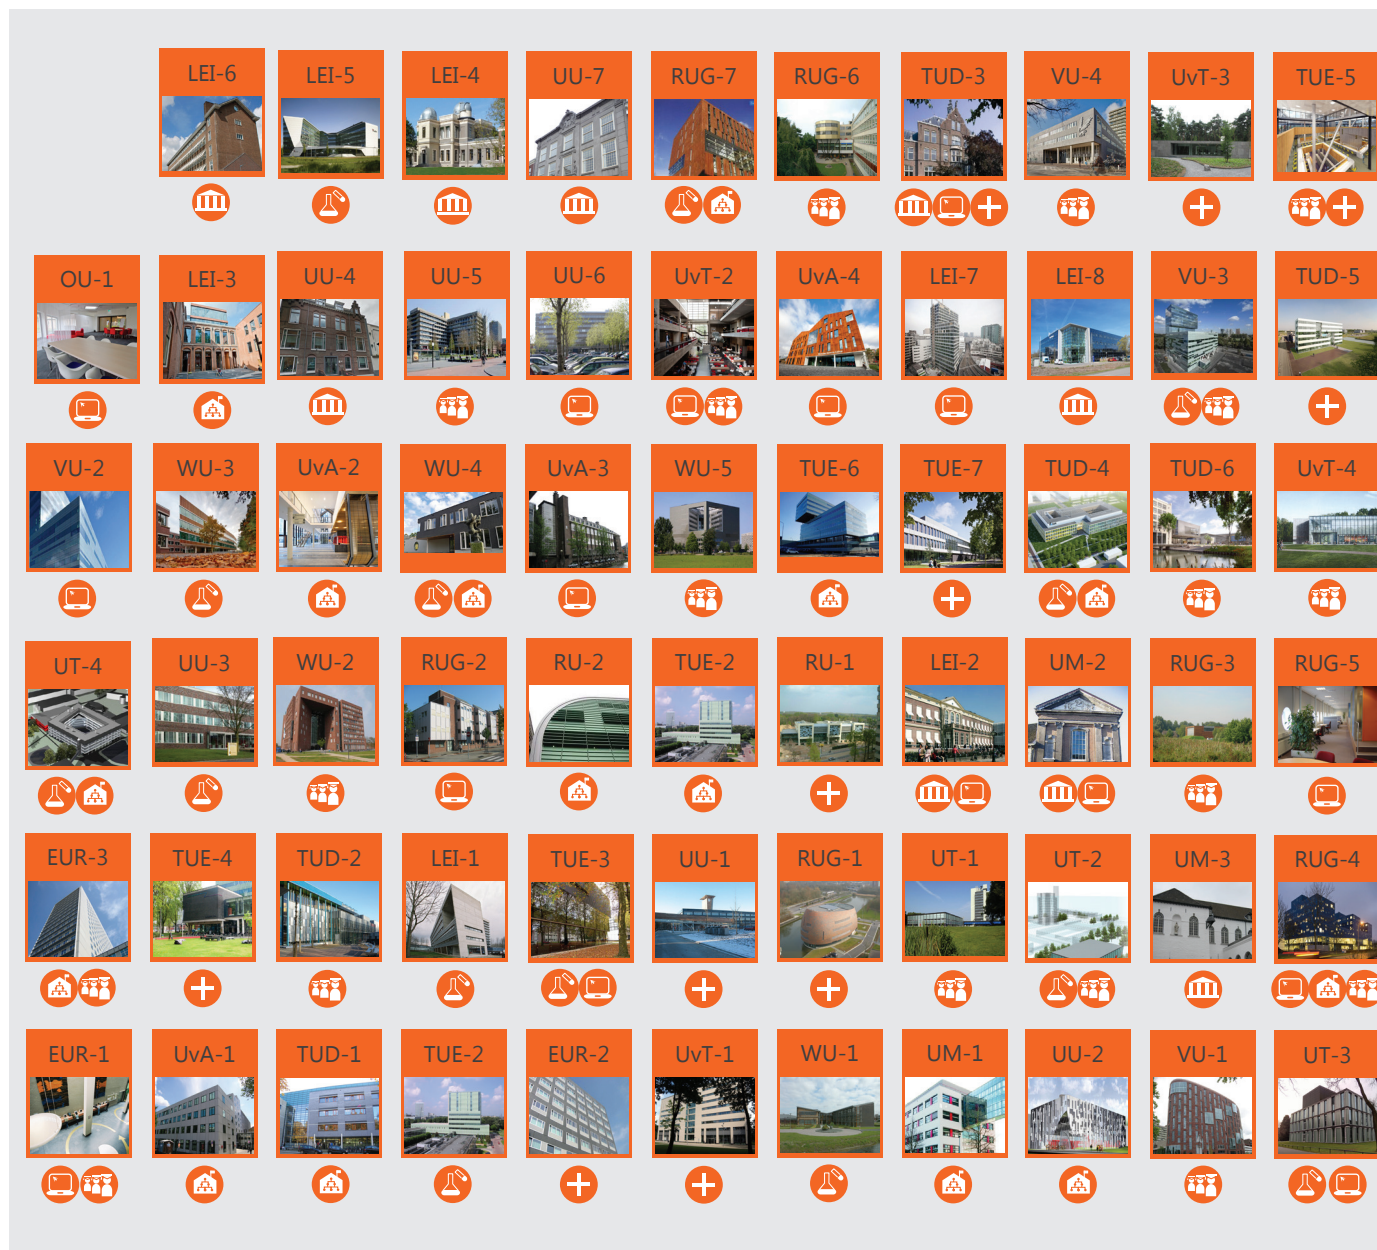 LEI-6 LEI-5 LEI-4 UU-7 RUG-7 RUG-6 TUD-3 VU-4 UvT-3 TUE-5
OU-1 LEI-3 UU-4 UU-5 UU-6 UvT-2 UvA-4 LEI-7 LEI-8 VU-3 TUD-5
VU-2 WU-3 UvA-2 WU-4 UvA-3 WU-5 TUE-6 TUE-7 TUD-4 TUD-6 UvT-4
UT-4 UU-3 WU-2 RUG-2 RU-2 TUE-2 RU-1 LEI-2 UM-2 RUG-3 RUG-5
EUR-3 TUE-4 TUD-2 LEI-1 TUE-3 UU-1 RUG-1 UT-1 UT-2 UM-3 RUG-4
EUR-1 UvA-1 TUD-1 TUE-2 EUR-2 UvT-1 WU-1 UM-1 UU-2 VU-1 UT-3